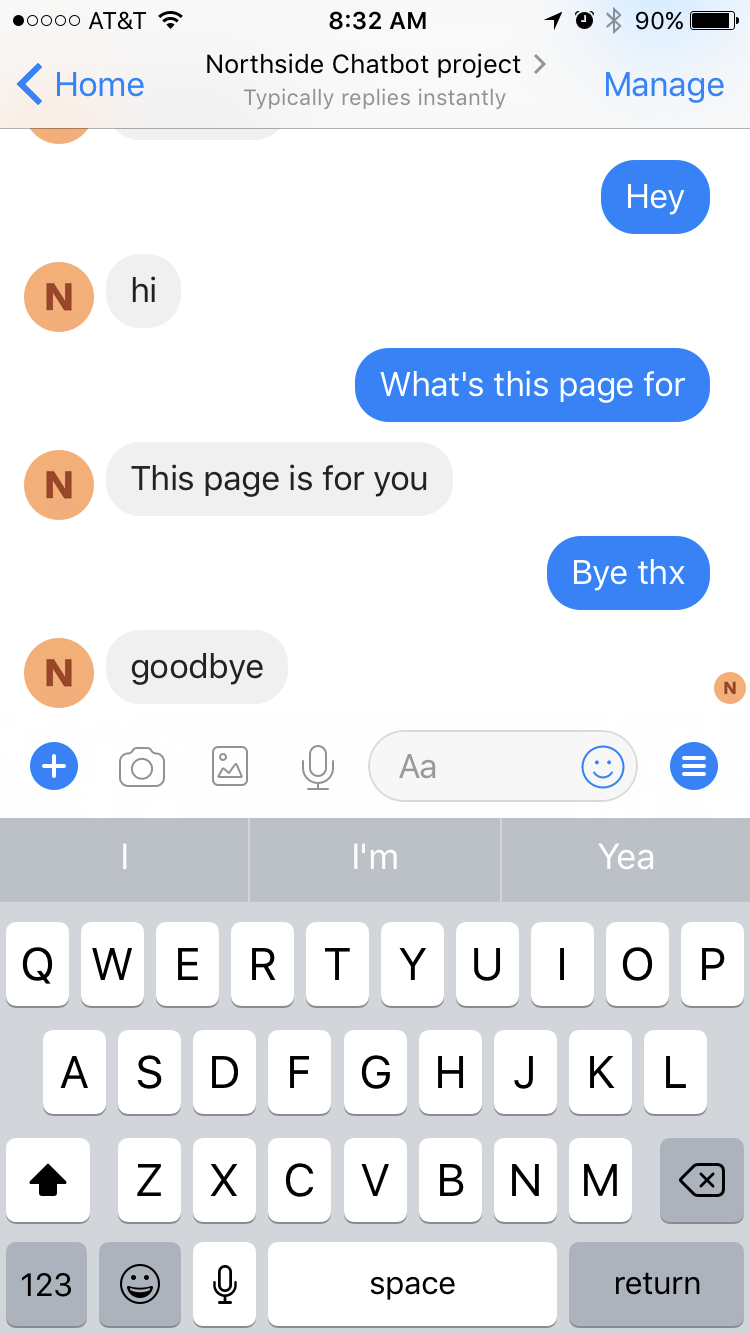 AT&T 8:32 AM 90%
Home Northside Chatbot project Manage
Typically replies instantly
Hey
N hi
What's this page for
N This page is for you
Bye thx
N goodbye
N
Aa
I I'm Yea
Q W E R T Y U I O P
A S D F G H J K L
Z X C V B N M
123 space return